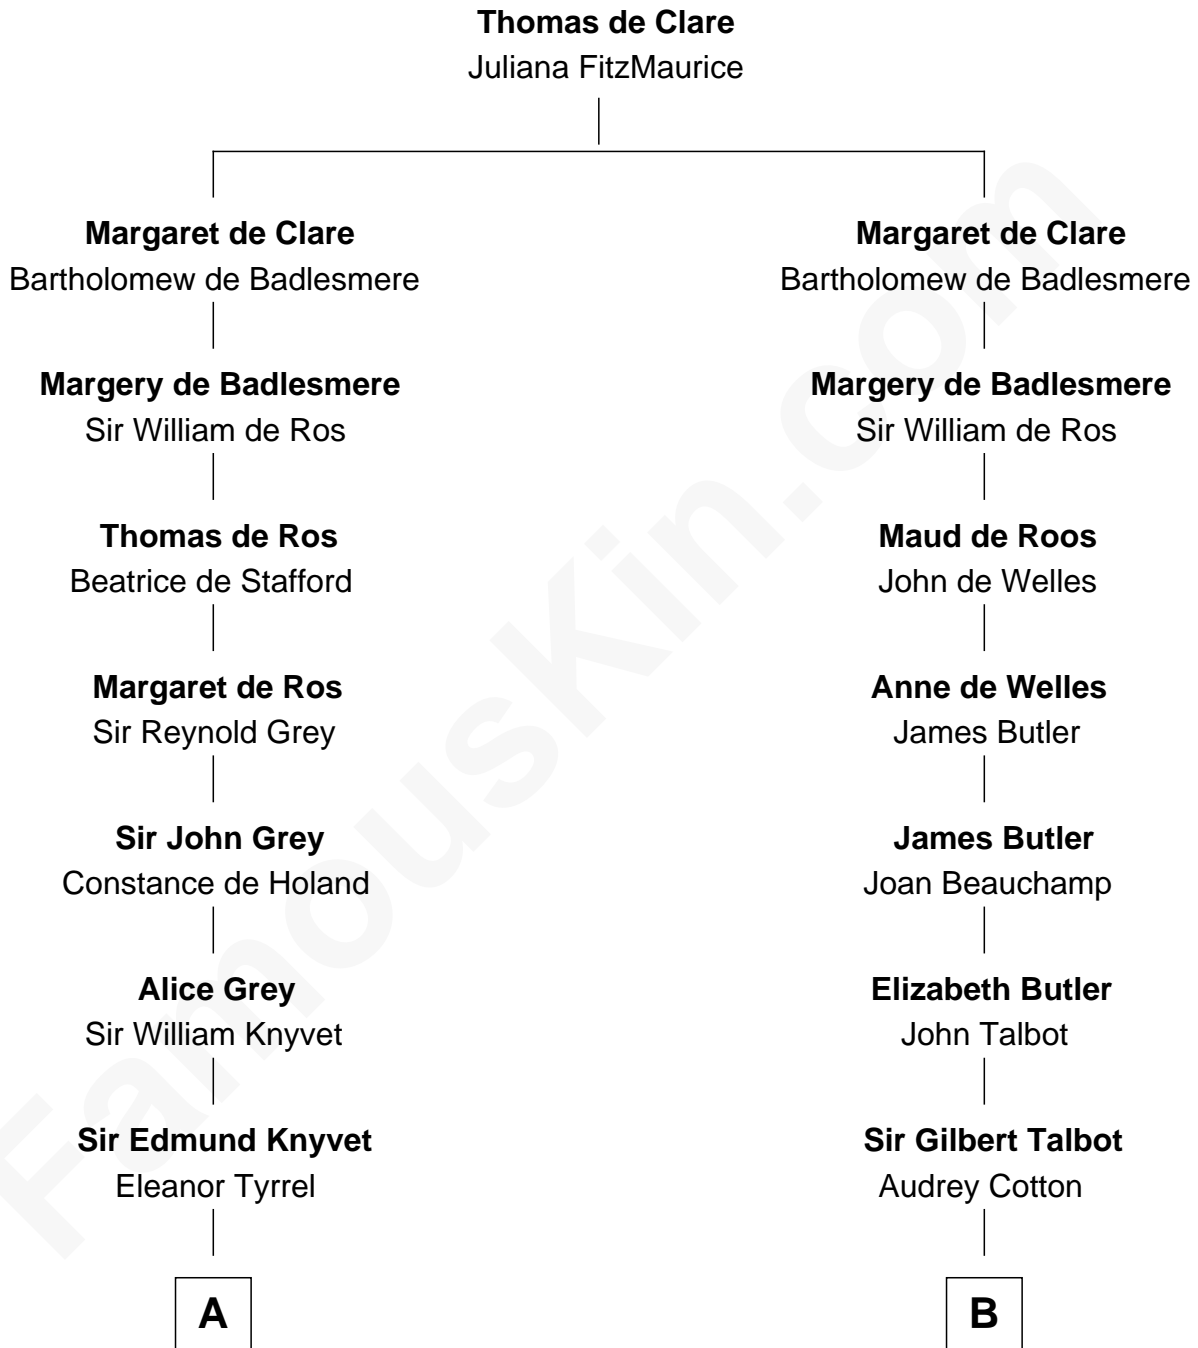 Thomas de Clare
Juliana FitzMaurice
Margaret de Clare
Bartholomew de Badlesmere
Margaret de Clare
Bartholomew de Badlesmere
Margery de Badlesmere
Sir William de Ros
Margery de Badlesmere
Sir William de Ros
Thomas de Ros
Beatrice de Stafford
Maud de Roos
John de Welles
Margaret de Ros
Sir Reynold Grey
Anne de Welles
James Butler
Sir John Grey
Constance de Holand
James Butler
Joan Beauchamp
Alice Grey
Sir William Knyvet
Elizabeth Butler
John Talbot
Sir Edmund Knyvet
Eleanor Tyrrel
Sir Gilbert Talbot
Audrey Cotton
A
B
FamousKin.com